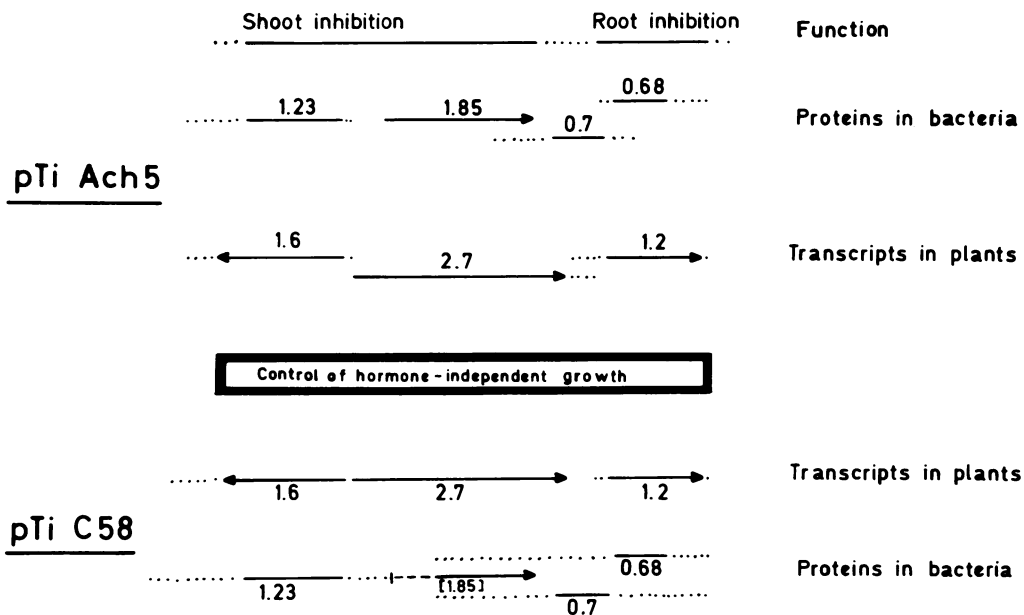 Shoot inhibition Root inhibition Function
1.23 1.85 0.7 0.68 Proteins in bacteria
pTi Ach5
1.6 2.7 1.2 Transcripts in plants
Control of hormone-independent growth
1.6 2.7 1.2 Transcripts in plants
pTi C58
1.23 [1.85] 0.7 0.68 Proteins in bacteria